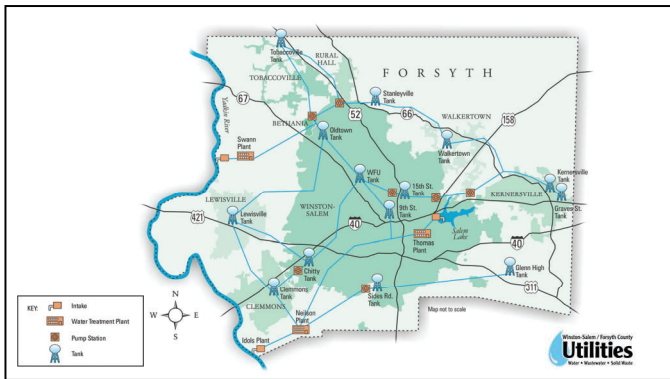 Tobaccoville
Tank
RURAL
HALL
TOBACCOVILLE
FORSYTH
Stanleyville
Tank
67
52
66
158
BETHANIA
WALKERTOWN
Yadkin River
Oldtown
Tank
Swann
Plant
Walkertown
Tank
WFU
Tank
15th St.
Tank
Kernersville
Tank
KERNERSVILLE
Graves St.
Tank
LEWISVILLE
WINSTON-
SALEM
9th St.
Tank
Lewisville
Tank
421
40
Salem
Lake
Thomas
Plant
40
Chitty
Tank
Glenn High
Tank
Clemmons
Tank
CLEMMONS
Sides Rd.
Tank
311
Neilson
Plant
Idols Plant
Map not to scale
KEY:
Intake
Water Treatment Plant
Pump Station
Tank
N
W
E
S
Winston-Salem / Forsyth County
Utilities
Water • Wastewater • Solid Waste